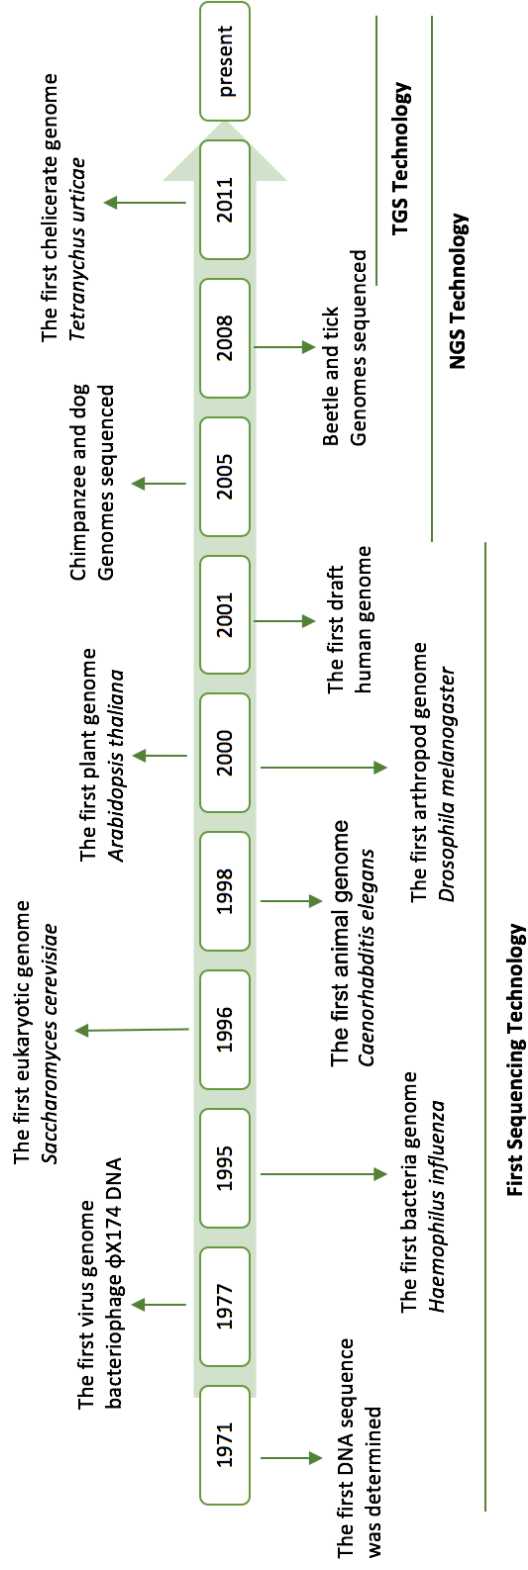 The first virus genome
bacteriophage ϕX174 DNA
The first eukaryotic genome
Saccharomyces cerevisiae
The first plant genome
Arabidopsis thaliana
Chimpanzee and dog
Genomes sequenced
The first chelicerate genome
Tetranychus urticae
1971
1977
1995
1996
1998
2000
2001
2005
2008
2011
present
The first DNA sequence
was determined
The first bacteria genome
Haemophilus influenza
The first animal genome
Caenorhabditis elegans
The first arthropod genome
Drosophila melanogaster
The first draft
human genome
Beetle and tick
Genomes sequenced
TGS Technology
NGS Technology
First Sequencing Technology